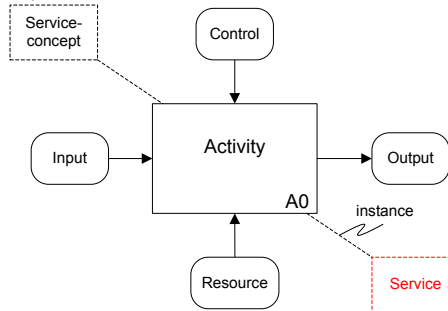 Service-
concept
Control
Input
Activity
Output
A0
instance
Resource
Service